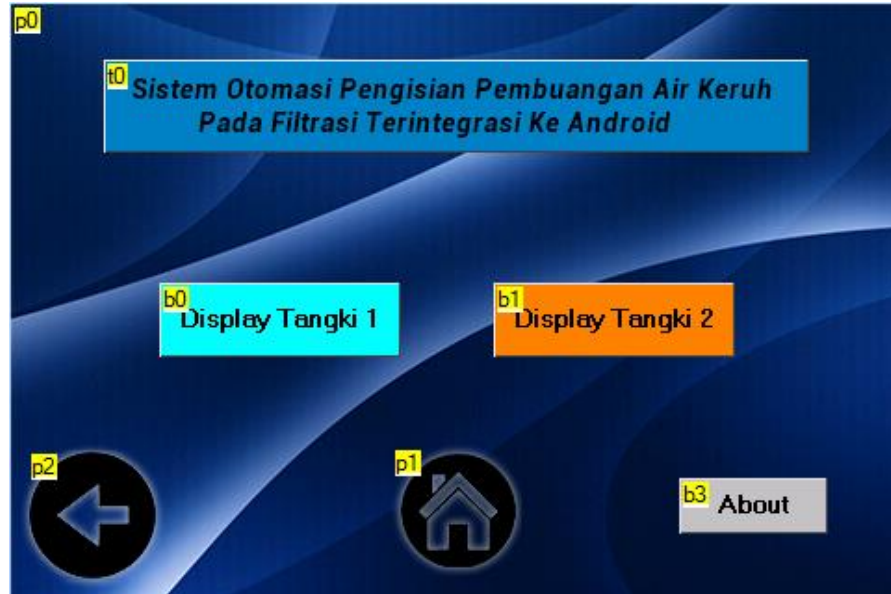 p0
t0
Sistem Otomasi Pengisian Pembuangan Air Keruh
Pada Filtrasi Terintegrasi Ke Android
b0
Display Tangki 1
b1
Display Tangki 2
p2
p1
b3
About